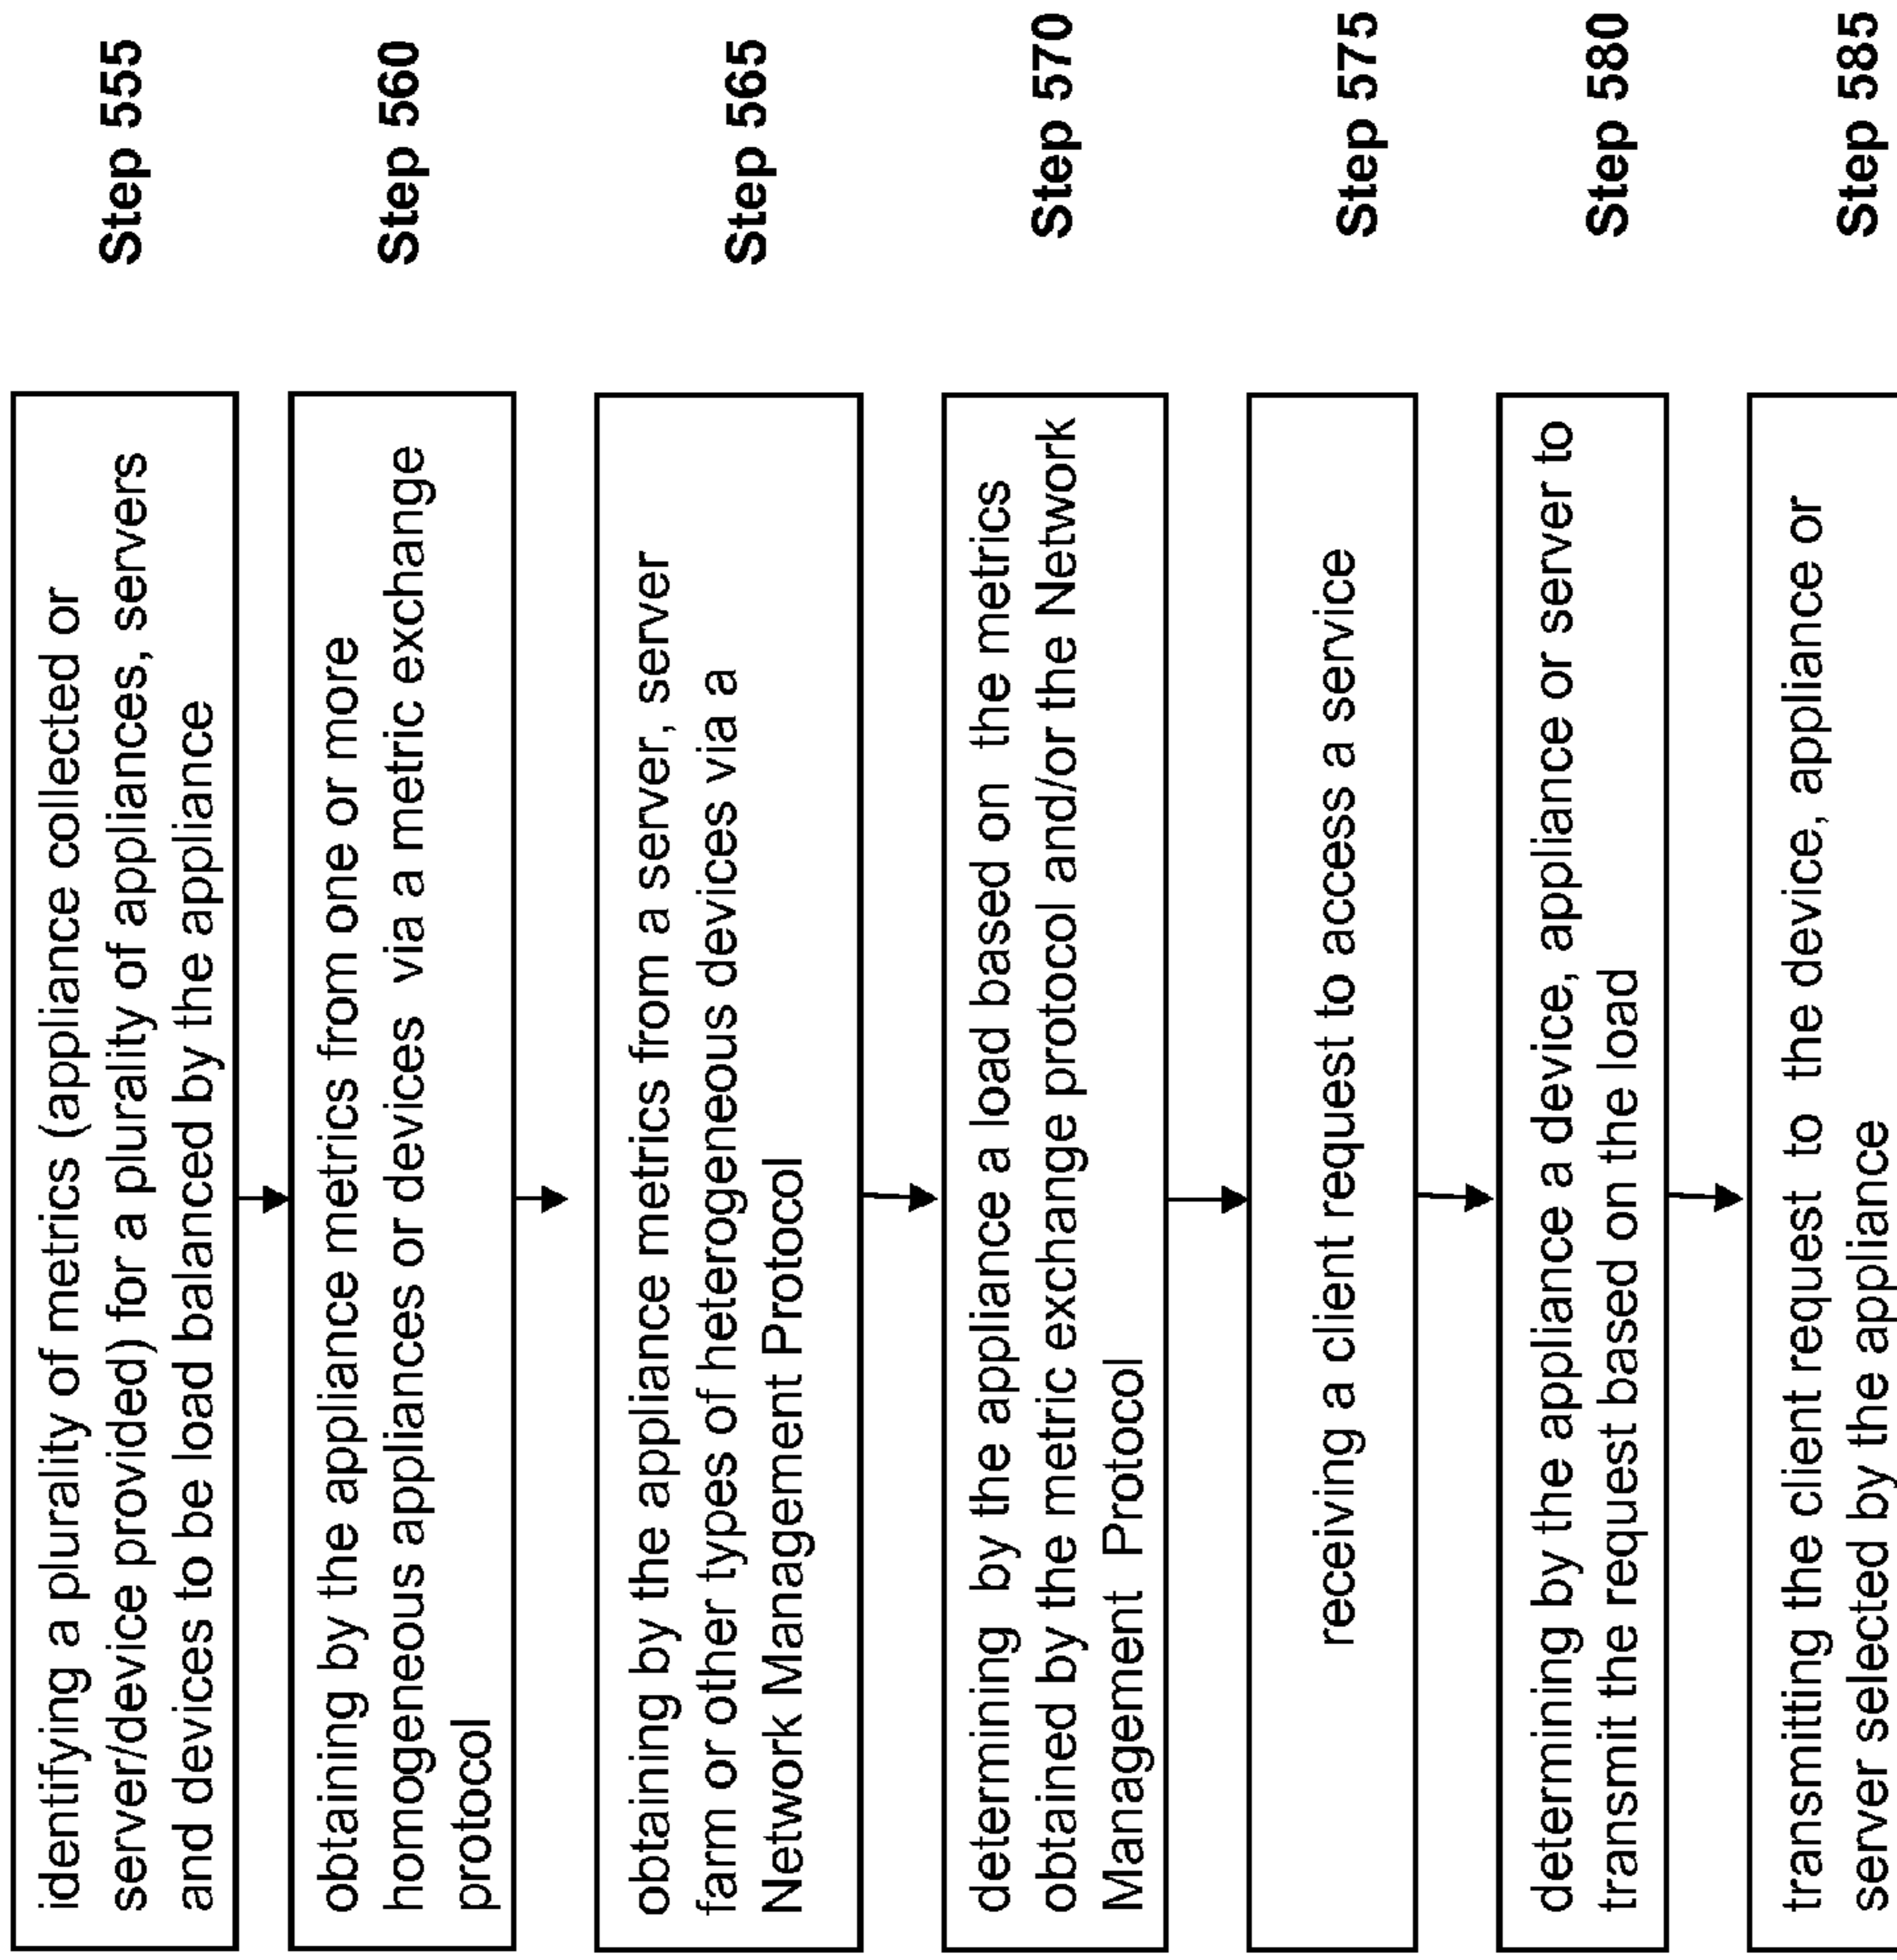 identifying a plurality of metrics (appliance collected or
server/device provided) for a plurality of appliances, servers
and devices to be load balanced by the appliance
Step 555
obtaining by the appliance metrics from one or more
homogeneous appliances or devices via a metric exchange
protocol
Step 560
obtaining by the appliance metrics from a server, server
farm or other types of heterogeneous devices via a
Network Management Protocol
Step 565
determining by the appliance a load based on the metrics
obtained by the metric exchange protocol and/or the Network
Management Protocol
Step 570
receiving a client request to access a service
Step 575
determining by the appliance a device, appliance or server to
transmit the request based on the load
Step 580
transmitting the client request to the device, appliance or
server selected by the appliance
Step 585